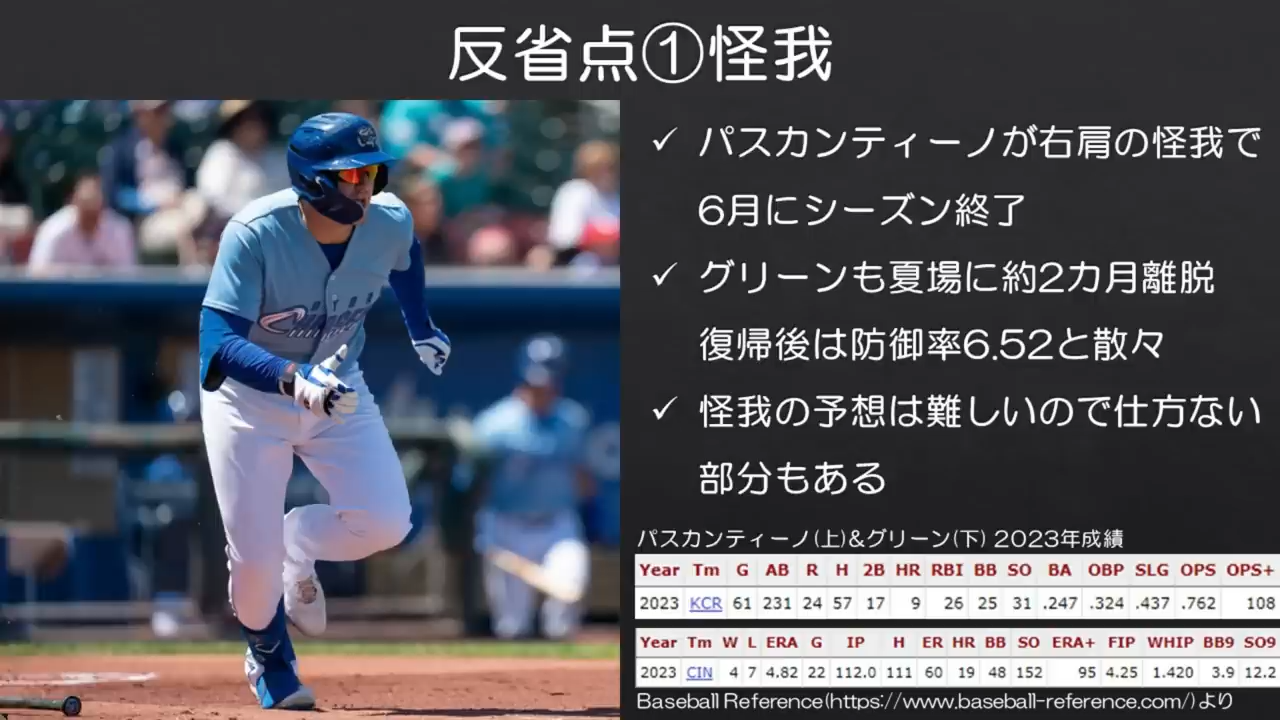 反省点①怪我
✓ パスカンティーノが右肩の怪我で
6月にシーズン終了
✓ グリーンも夏場に約2カ月離脱
復帰後は防御率6.52と散々
✓ 怪我の予想は難しいので仕方ない
部分もある
パスカンティーノ(上)&グリーン(下) 2023年成績
Year Tm G AB R H 2B HR RBI BB SO BA OBP SLG OPS OPS+
2023 KCR 61 231 24 57 17 9 26 25 31 .247 .324 .437 .762 108
Year Tm W L ERA G IP H ER HR BB SO ERA+ FIP WHIP BB9 SO9
2023 CIN 4 7 4.82 22 112.0 111 60 19 48 152 95 4.25 1.420 3.9 12.2
Baseball Reference(https://www.baseball-reference.com/)より